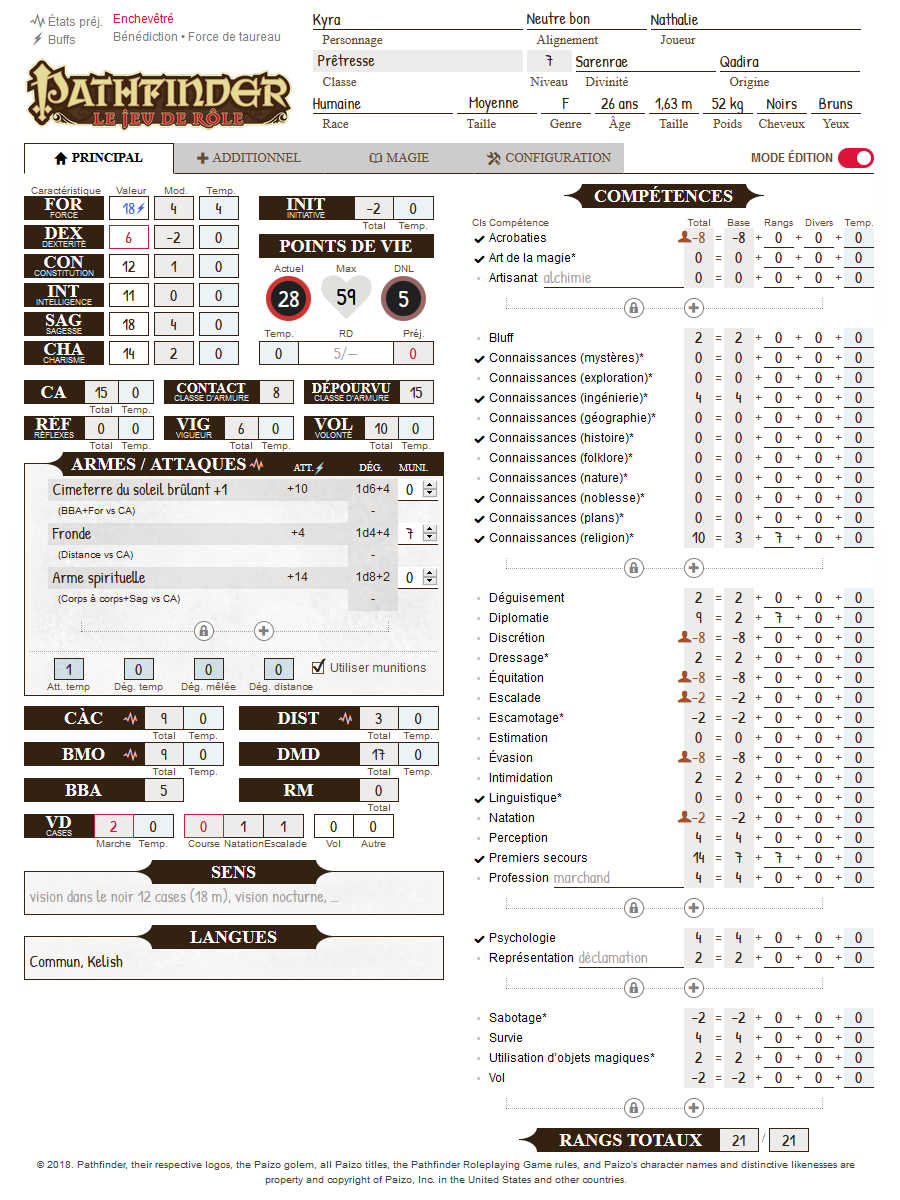 États préj. Enchevêtré
Buffs Bénédiction • Force de taureau
PATHFINDER
LE JEU DE RÔLE
Kyra Neutre bon Nathalie
Personnage Alignement Joueur
Prêtresse 7 Sarenrae Qadira
Classe Niveau Divinité Origine
Humaine Moyenne F 26 ans 1,63 m 52 kg Noirs Bruns
Race Taille Genre Âge Taille Poids Cheveux Yeux
PRINCIPAL ADDITIONNEL MAGIE CONFIGURATION MODE ÉDITION
Caractéristique Valeur Mod. Temp.
FOR 18 4 4
FORCE
DEX 6 -2 0
DEXTERITÉ
CON 12 1 0
CONSTITUTION
INT 11 0 0
INTELLIGENCE
SAG 18 4 0
SAGESSE
CHA 14 2 0
CHARISME
INIT -2 0
INITIATIVE
Total Temp.
POINTS DE VIE
Actuel Max DNL
28 59 5
Temp. RD Préj.
0 5/— 0
CA 15 0 CONTACT 8 DÉPOURVU 15
CLASSE D'ARMURE CLASSE D'ARMURE
Total Temp.
RÉF 0 0 VIG 6 0 VOL 10 0
RÉFLEXES VIGUEUR VOLONTÉ
Total Temp. Total Temp. Total Temp.
ARMES / ATTAQUES ATT. DÉG. MUNI.
Cimeterre du soleil brûlant +1 +10 1d6+4 0
(BBA+For vs CA) -
Fronde +4 1d4+4 7
(Distance vs CA) -
Arme spirituelle +14 1d8+2 0
(Corps à corps+Sag vs CA) -
1 0 0 0 Utiliser munitions
Att. temp Dég. temp Dég. mêlée Dég. distance
CÀC 9 0 DIST 3 0
Total Temp. Total Temp.
BMO 9 0 DMD 17 0
Total Temp. Total Temp.
BBA 5 RM 0
Total
VD 2 0 0 1 1 0 0
CASES
Marche Temp. Course Natation Escalade Vol Autre
SENS
vision dans le noir 12 cases (18 m), vision nocturne, ...
LANGUES
Commun, Kelish
COMPÉTENCES
Cls Compétence Total Base Rangs Divers Temp.
Acrobaties -8 = -8 + 0 + 0 + 0
Art de la magie* 0 = 0 + 0 + 0 + 0
Artisanat alchimie 0 = 0 + 0 + 0 + 0
Bluff 2 = 2 + 0 + 0 + 0
Connaissances (mystères)* 0 = 0 + 0 + 0 + 0
Connaissances (exploration)* 0 = 0 + 0 + 0 + 0
Connaissances (ingénierie)* 4 = 4 + 0 + 0 + 0
Connaissances (géographie)* 0 = 0 + 0 + 0 + 0
Connaissances (histoire)* 0 = 0 + 0 + 0 + 0
Connaissances (folklore)* 0 = 0 + 0 + 0 + 0
Connaissances (nature)* 0 = 0 + 0 + 0 + 0
Connaissances (noblesse)* 0 = 0 + 0 + 0 + 0
Connaissances (plans)* 0 = 0 + 0 + 0 + 0
Connaissances (religion)* 10 = 3 + 7 + 0 + 0
Déguisement 2 = 2 + 0 + 0 + 0
Diplomatie 9 = 2 + 7 + 0 + 0
Discrétion -8 = -8 + 0 + 0 + 0
Dressage* 2 = 2 + 0 + 0 + 0
Équitation -8 = -8 + 0 + 0 + 0
Escalade -2 = -2 + 0 + 0 + 0
Escamotage* -2 = -2 + 0 + 0 + 0
Estimation 0 = 0 + 0 + 0 + 0
Évasion -8 = -8 + 0 + 0 + 0
Intimidation 2 = 2 + 0 + 0 + 0
Linguistique* 0 = 0 + 0 + 0 + 0
Natation -2 = -2 + 0 + 0 + 0
Perception 4 = 4 + 0 + 0 + 0
Premiers secours 14 = 7 + 7 + 0 + 0
Profession marchand 4 = 4 + 0 + 0 + 0
Psychologie 4 = 4 + 0 + 0 + 0
Représentation déclamation 2 = 2 + 0 + 0 + 0
Sabotage* -2 = -2 + 0 + 0 + 0
Survie 4 = 4 + 0 + 0 + 0
Utilisation d'objets magiques* 2 = 2 + 0 + 0 + 0
Vol -2 = -2 + 0 + 0 + 0
RANGS TOTAUX 21 / 21
© 2018. Pathfinder, their respective logos, the Paizo golem, all Paizo titles, the Pathfinder Roleplaying Game rules, and Paizo's character names and distinctive likenesses are
property and copyright of Paizo, Inc. in the United States and other countries.